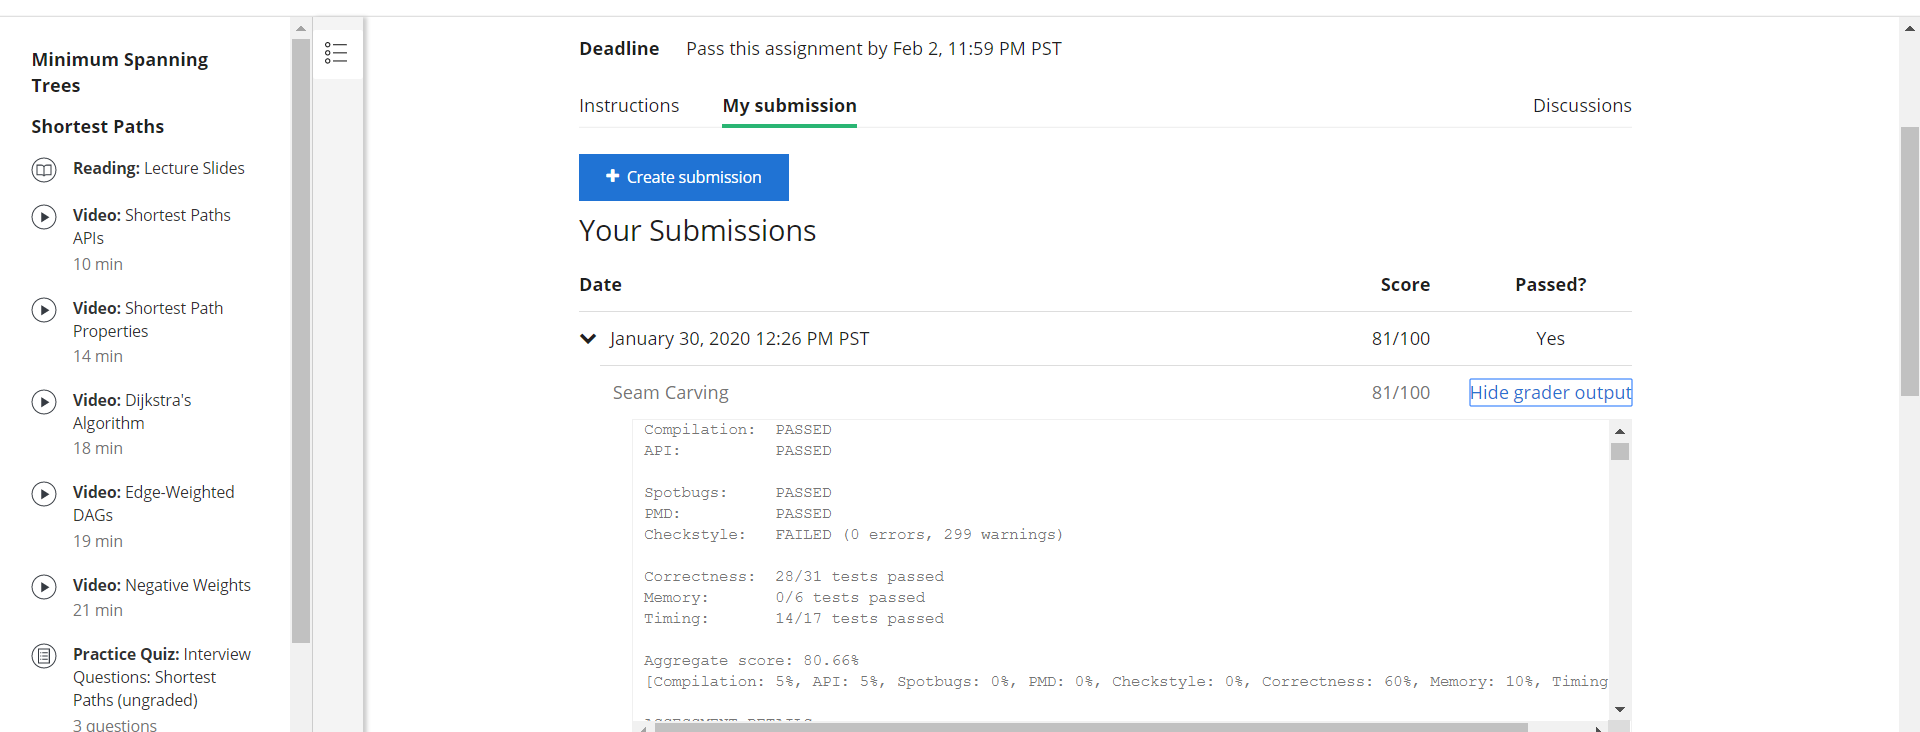 Minimum Spanning
Trees
Shortest Paths
Reading: Lecture Slides
Video: Shortest Paths
APIs
10 min
Video: Shortest Path
Properties
14 min
Video: Dijkstra's
Algorithm
18 min
Video: Edge-Weighted
DAGs
19 min
Video: Negative Weights
21 min
Practice Quiz: Interview
Questions: Shortest
Paths (ungraded)
3 questions
Deadline Pass this assignment by Feb 2, 11:59 PM PST
Instructions My submission Discussions
+ Create submission
Your Submissions
Date Score Passed?
January 30, 2020 12:26 PM PST 81/100 Yes
Seam Carving 81/100 Hide grader output
Compilation: PASSED
API: PASSED
Spotbugs: PASSED
PMD: PASSED
Checkstyle: FAILED (0 errors, 299 warnings)
Correctness: 28/31 tests passed
Memory: 0/6 tests passed
Timing: 14/17 tests passed
Aggregate score: 80.66%
[Compilation: 5%, API: 5%, Spotbugs: 0%, PMD: 0%, Checkstyle: 0%, Correctness: 60%, Memory: 10%, Timing
ASSESSMENT DETAILS